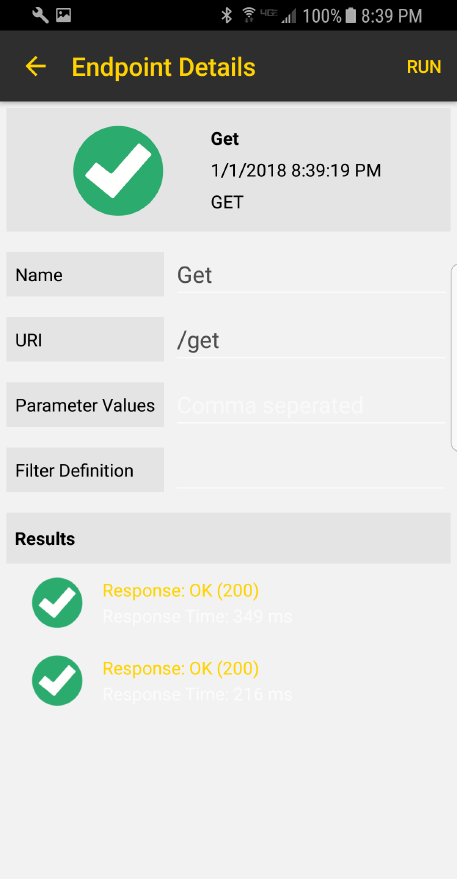 4G 100% 8:39 PM
Endpoint Details RUN
Get
1/1/2018 8:39:19 PM
GET
Name Get
URI /get
Parameter Values Comma seperated
Filter Definition
Results
Response: OK (200)
Response Time: 349 ms
Response: OK (200)
Response Time: 216 ms